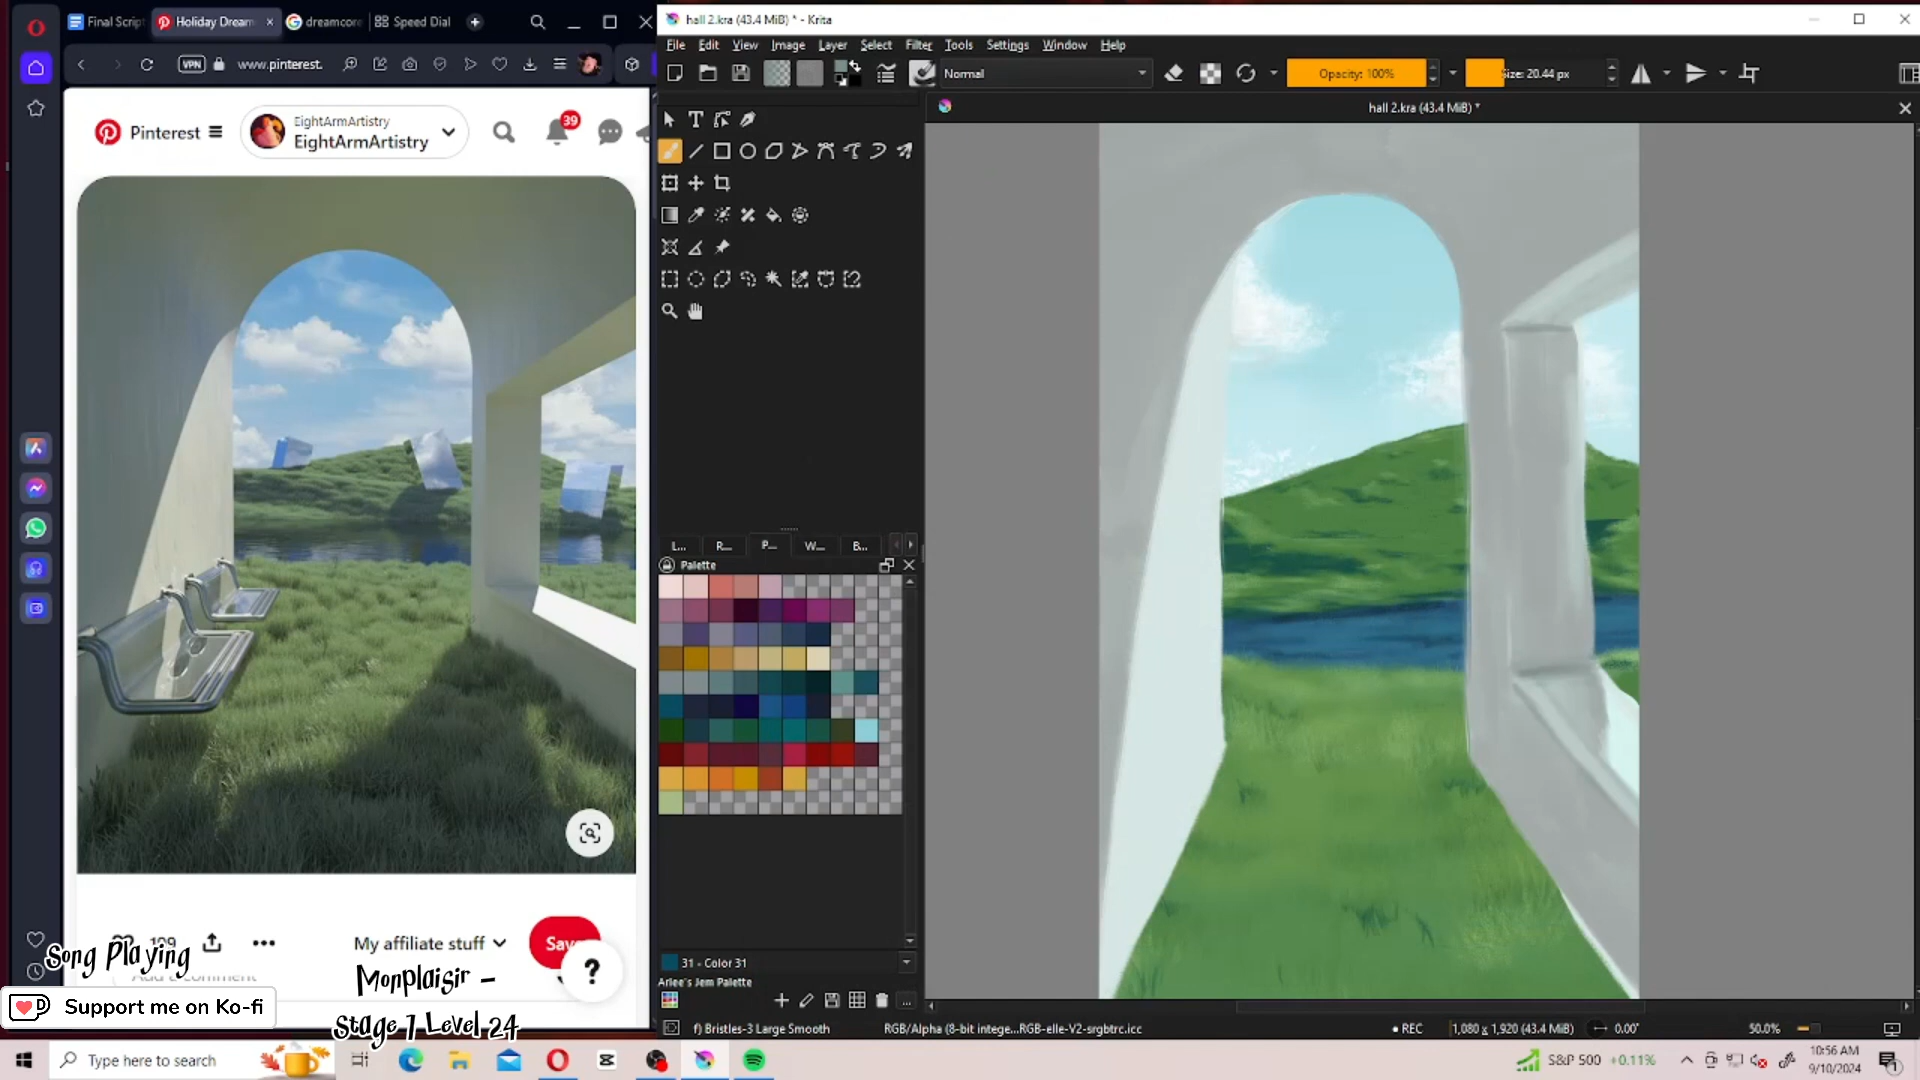 Final Script
Holiday Dream
dreamcore
Speed Dial
hall 2.kra (43.4 MiB) * - Krita
File Edit View Image Layer Select Filter Tools Settings Window Help
VPN
www.pinterest.
Normal
Opacity: 100%
Size: 20.44 px
hall 2.kra (43.4 MiB) *
Pinterest
EightArmArtistry
EightArmArtistry
39
L...
R...
P...
W...
B...
Palette
31 - Color 31
Arlee's Jem Palette
My affiliate stuff
Save
Song Playing
Monplaisir -
Stage 7 Level 24
?
Support me on Ko-fi
f) Bristles-3 Large Smooth
RGB/Alpha (8-bit intege...RGB-elle-V2-srgbtrc.icc
REC
1,080 x 1,920 (43.4 MiB)
0.00°
50.0%
Type here to search
S&P 500 +0.11%
10:56 AM
9/10/2024
1